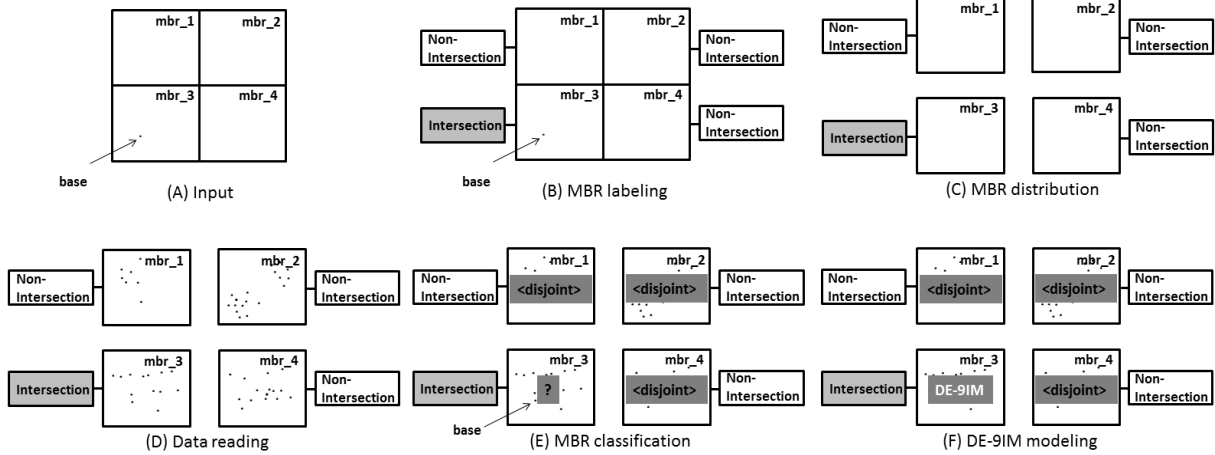 mbr_1
mbr_2
mbr_3
mbr_4
base
(A) Input
Non-
Intersection
mbr_1
mbr_2
Non-
Intersection
Intersection
mbr_3
mbr_4
Non-
Intersection
base
(B) MBR labeling
Non-
Intersection
mbr_1
mbr_2
Non-
Intersection
Intersection
mbr_3
mbr_4
Non-
Intersection
(C) MBR distribution
Non-
Intersection
mbr_1
mbr_2
Non-
Intersection
Intersection
mbr_3
mbr_4
Non-
Intersection
(D) Data reading
Non-
Intersection
mbr_1
<disjoint>
mbr_2
<disjoint>
Non-
Intersection
Intersection
mbr_3
?
mbr_4
<disjoint>
Non-
Intersection
base
(E) MBR classification
Non-
Intersection
mbr_1
<disjoint>
mbr_2
<disjoint>
Non-
Intersection
Intersection
mbr_3
DE-9IM
mbr_4
<disjoint>
Non-
Intersection
(F) DE-9IM modeling